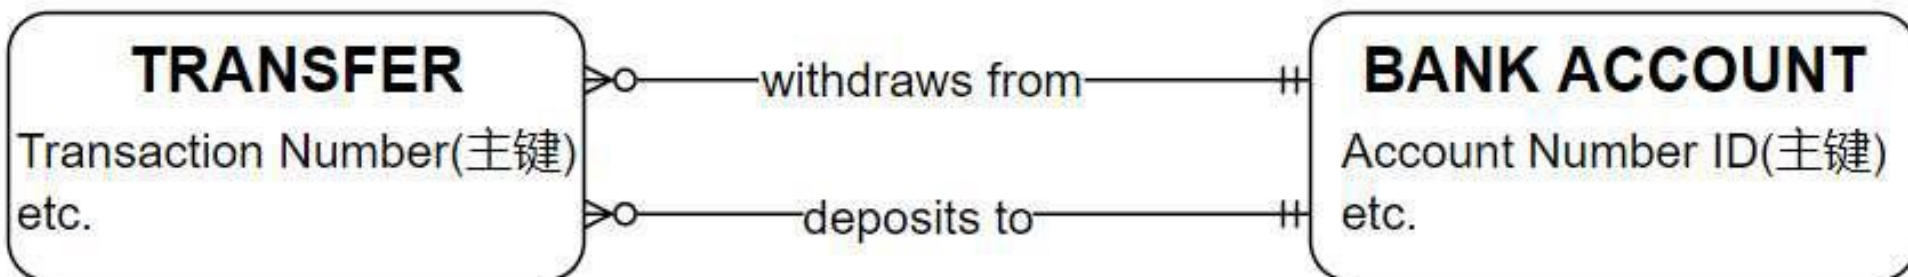 TRANSFER
Transaction Number(主键)
etc.
withdraws from
deposits to
BANK ACCOUNT
Account Number ID(主键)
etc.